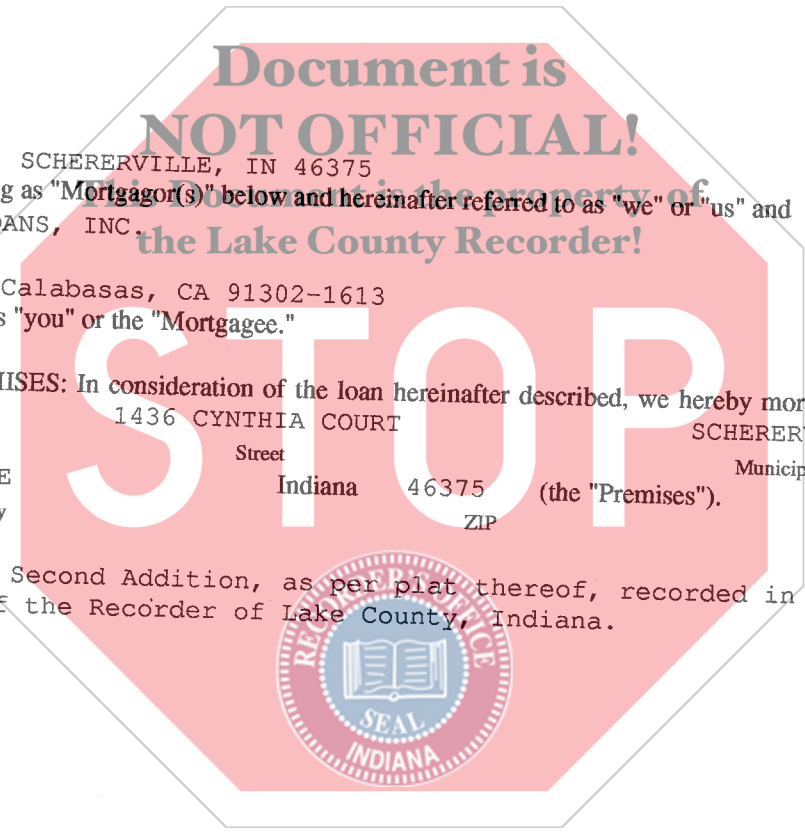 Document is
NOT OFFICIAL!
SCHERERVILLE, IN 46375
This Document is the property of
g as "Mortgagor(s)" below and hereinafter referred to as "we" or "us" and
ANS, INC.
the Lake County Recorder!
Calabasas, CA 91302-1613
s "you" or the "Mortgagee."
STOP
ISES: In consideration of the loan hereinafter described, we hereby mor
1436 CYNTHIA COURT SCHERER
Street Municip
E Indiana 46375 (the "Premises").
y ZIP
Second Addition, as per plat thereof, recorded in
f the Recorder of Lake County, Indiana.
RECORDER'S OFFICE
SEAL
INDIANA